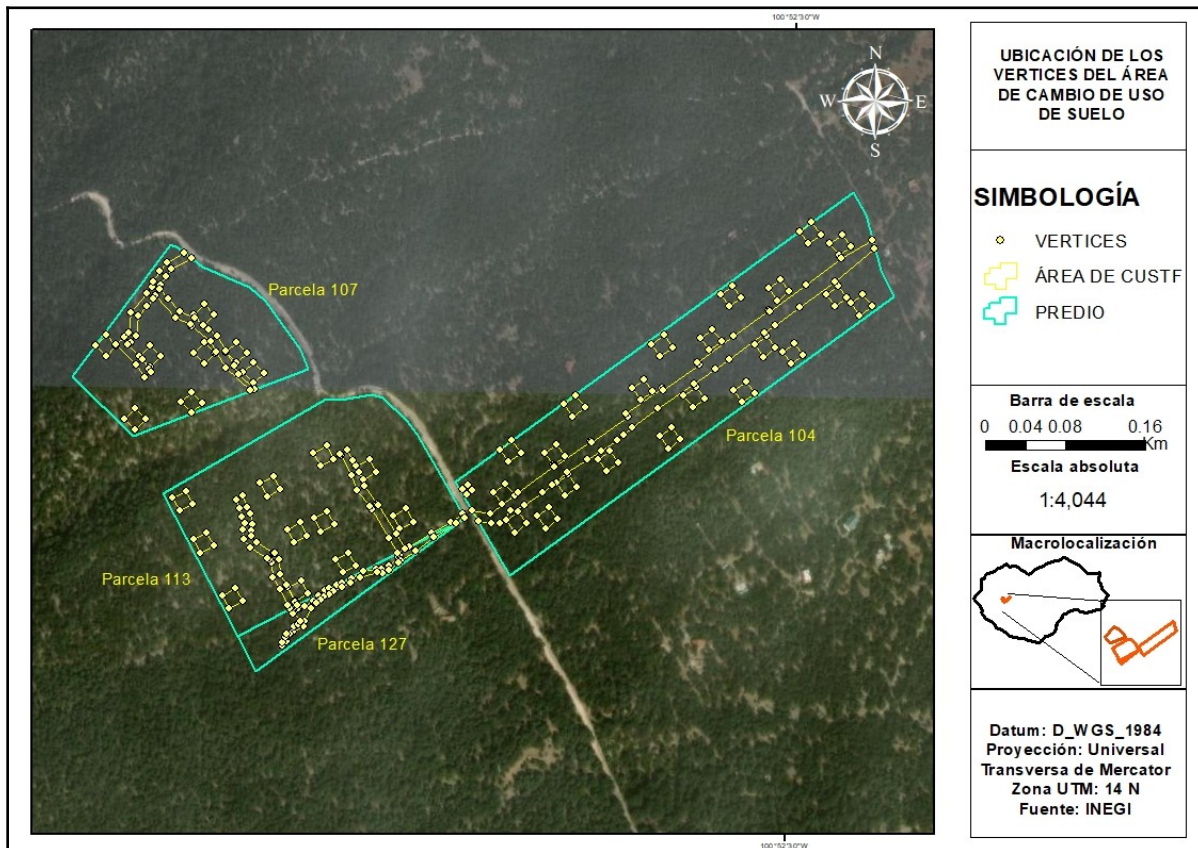 100°52'30"W
N
W E
S
Parcela 107
Parcela 104
Parcela 113
Parcela 127
100°52'30"W
UBICACIÓN DE LOS
VERTICES DEL ÁREA
DE CAMBIO DE USO
DE SUELO
SIMBOLOGÍA
VERTICES
ÁREA DE CUSTF
PREDIO
Barra de escala
0 0.04 0.08 0.16
Km
Escala absoluta
1:4,044
Macrolocalización
Datum: D_WGS_1984
Proyección: Universal
Transversa de Mercator
Zona UTM: 14 N
Fuente: INEGI